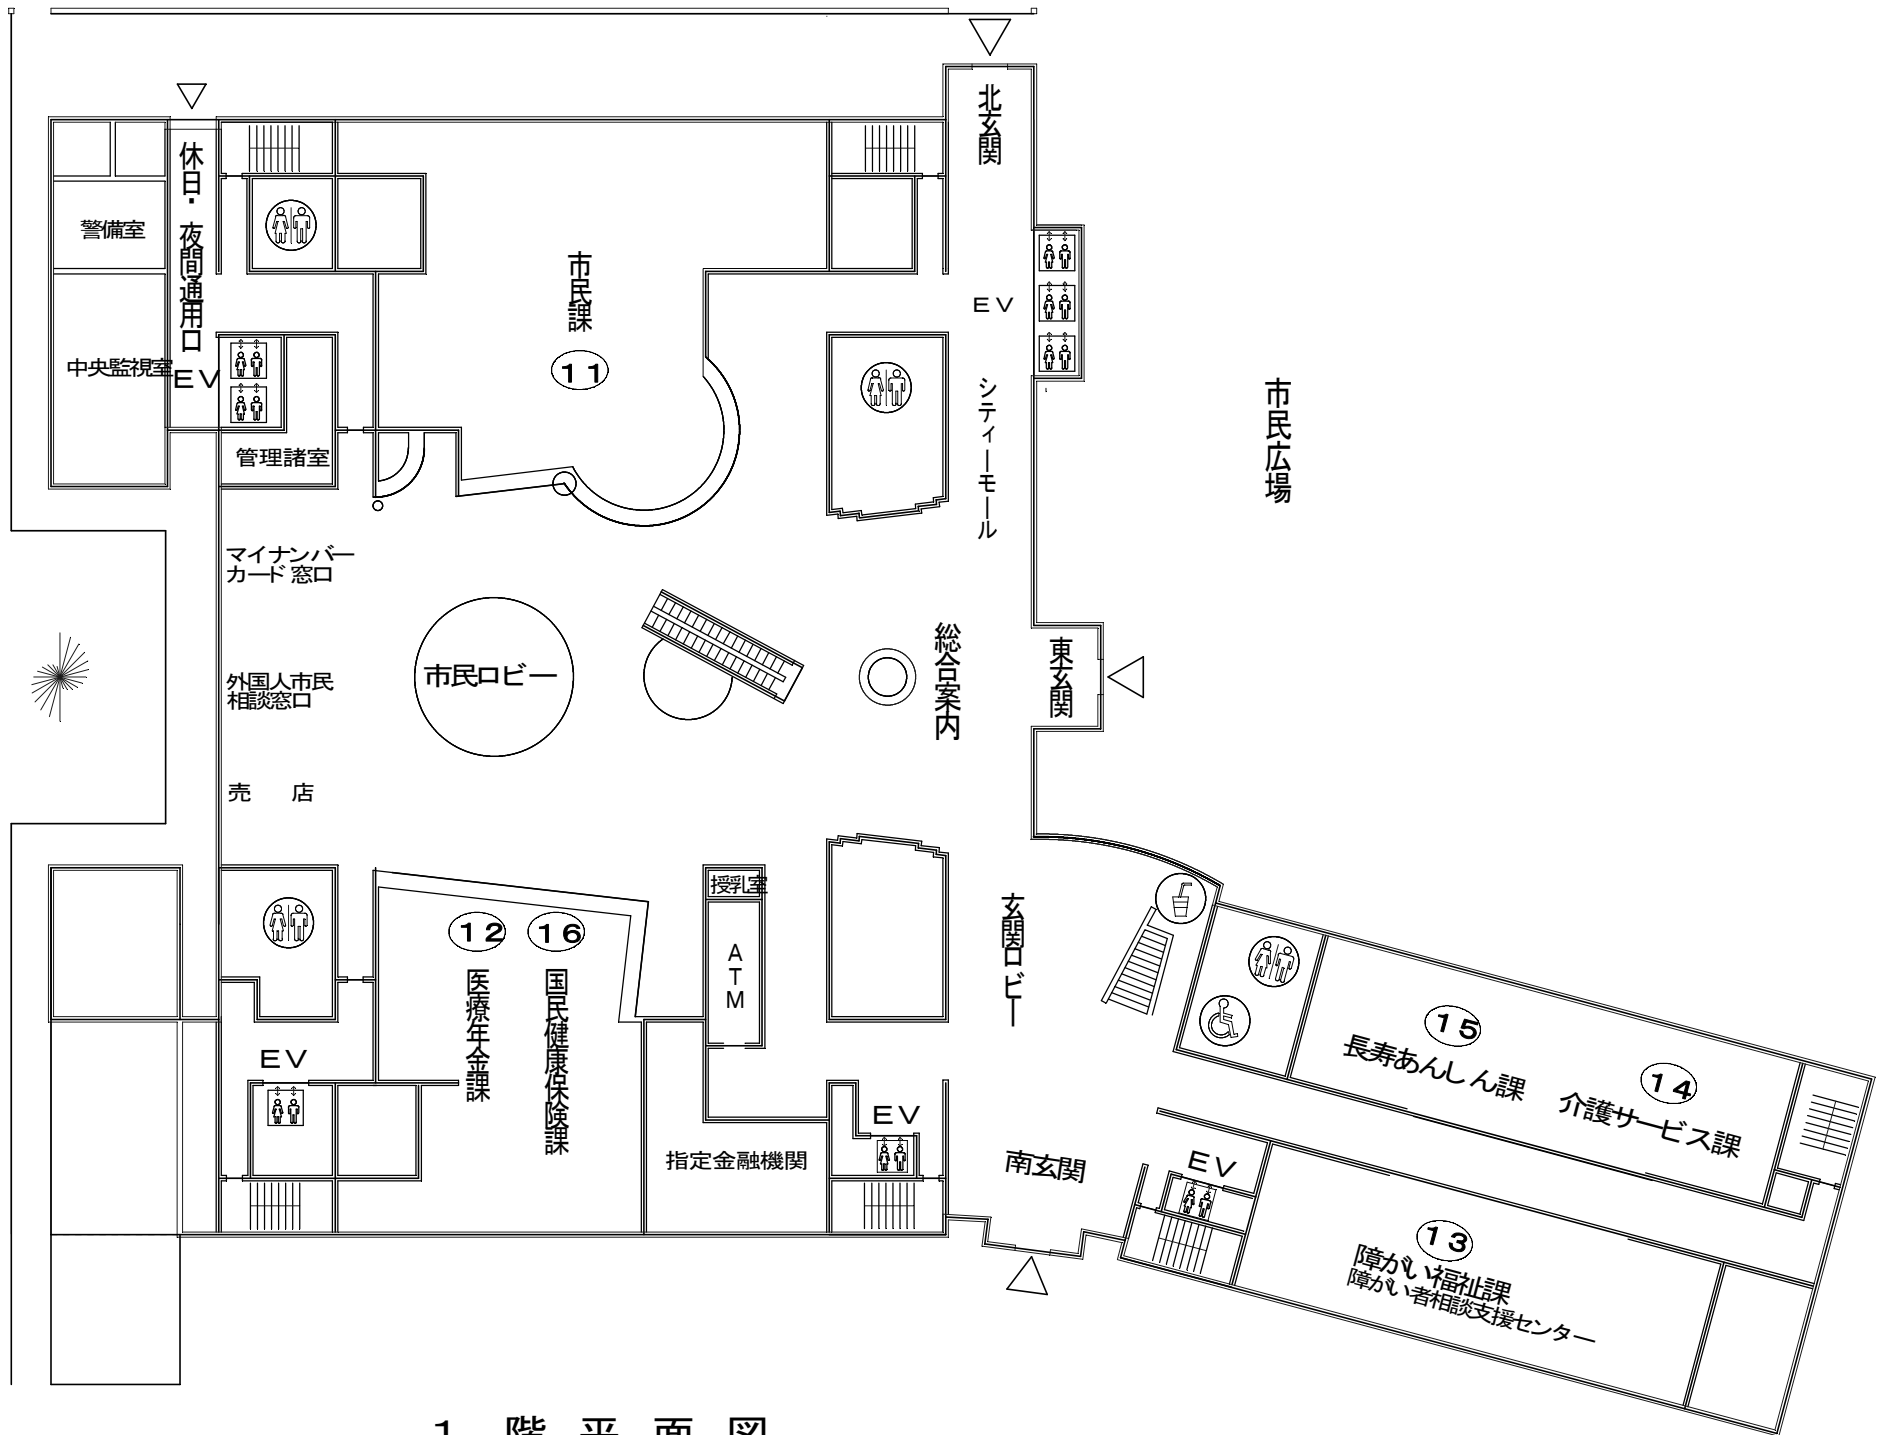 北玄関
休日・夜間通用口
警備室
市民課
11
EV
中央監視室
EV
シティーモール
市民広場
管理諸室
マイナンバー
カード窓口
市民ロビー
総合案内
東玄関
外国人市民
相談窓口
売　店
授乳室
ATM
12
医療年金課
16
国民健康保険課
玄関ロビー
15
長寿あんしん課
14
介護サービス課
EV
EV
指定金融機関
南玄関
EV
13
障がい福祉課
障がい者相談支援センター
1 階 平 面 図